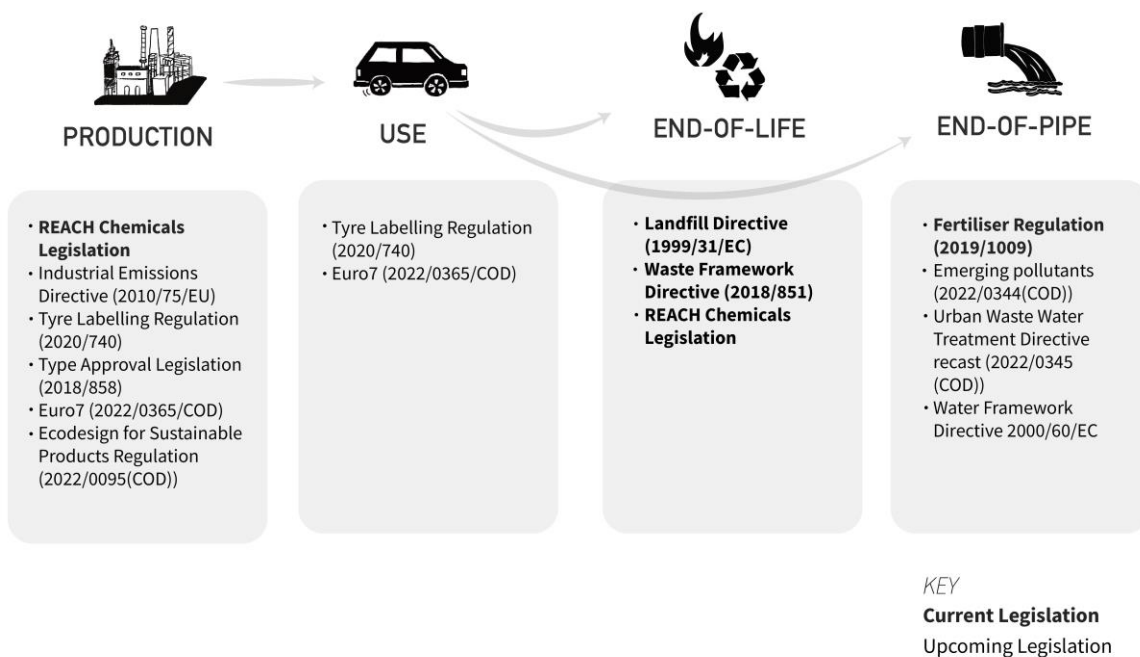 PRODUCTION
USE
END-OF-LIFE
END-OF-PIPE
· REACH Chemicals
Legislation
· Industrial Emissions
Directive (2010/75/EU)
· Tyre Labelling Regulation
(2020/740)
· Type Approval Legislation
(2018/858)
· Euro7 (2022/0365/COD)
· Ecodesign for Sustainable
Products Regulation
(2022/0095(COD))
· Tyre Labelling Regulation
(2020/740)
· Euro7 (2022/0365/COD)
· Landfill Directive
(1999/31/EC)
· Waste Framework
Directive (2018/851)
· REACH Chemicals
Legislation
· Fertiliser Regulation
(2019/1009)
· Emerging pollutants
(2022/0344(COD))
· Urban Waste Water
Treatment Directive
recast (2022/0345
(COD))
· Water Framework
Directive 2000/60/EC
KEY
Current Legislation
Upcoming Legislation